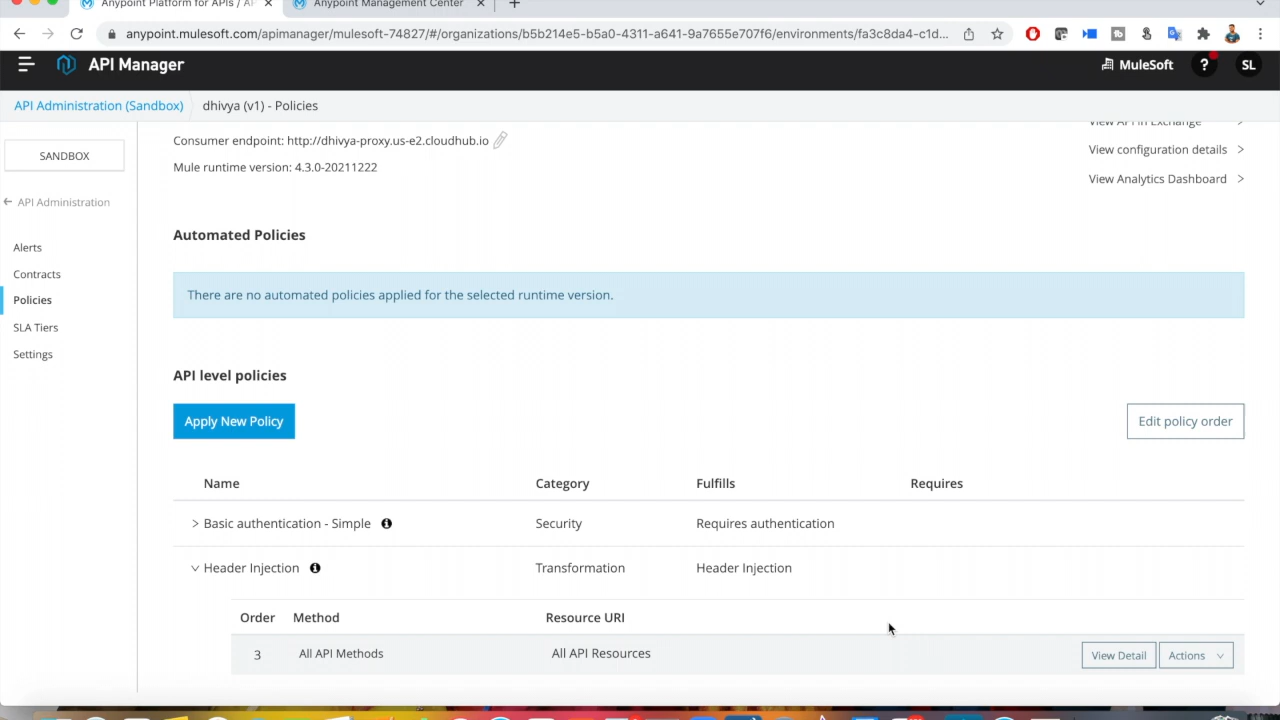 Anypoint Platform for APIs / AP
Anypoint Management Center
anypoint.mulesoft.com/apimanager/mulesoft-74827/#/organizations/b5b214e5-b5a0-4311-a641-9a7655e707f6/environments/fa3c8da4-c1d...
API Manager
MuleSoft
?
SL
API Administration (Sandbox)
dhivya (v1) - Policies
SANDBOX
API Administration
Alerts
Contracts
Policies
SLA Tiers
Settings
Consumer endpoint: http://dhivya-proxy.us-e2.cloudhub.io
Mule runtime version: 4.3.0-20211222
View API in Exchange >
View configuration details >
View Analytics Dashboard >
Automated Policies
There are no automated policies applied for the selected runtime version.
API level policies
Apply New Policy
Edit policy order
Name Category Fulfills Requires
Basic authentication - Simple Security Requires authentication
Header Injection Transformation Header Injection
Order Method Resource URI
3 All API Methods All API Resources View Detail Actions